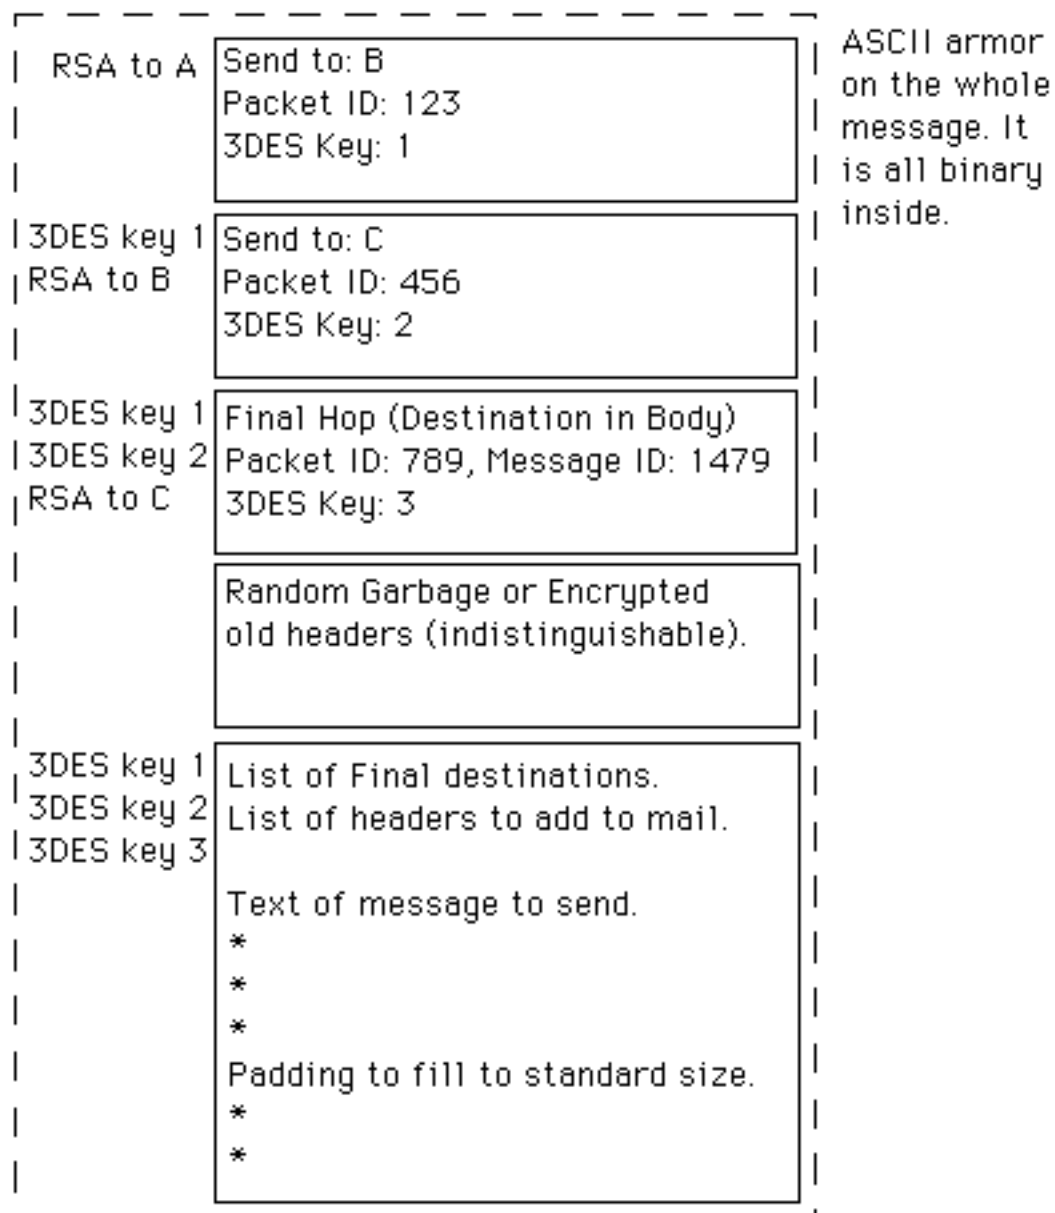 RSA to A
Send to: B
Packet ID: 123
3DES Key: 1
ASCII armor
on the whole
message. It
is all binary
inside.
3DES key 1
RSA to B
Send to: C
Packet ID: 456
3DES Key: 2
3DES key 1
3DES key 2
RSA to C
Final Hop (Destination in Body)
Packet ID: 789, Message ID: 1479
3DES Key: 3
Random Garbage or Encrypted
old headers (indistinguishable).
3DES key 1
3DES key 2
3DES key 3
List of Final destinations.
List of headers to add to mail.
Text of message to send.
*
*
*
Padding to fill to standard size.
*
*